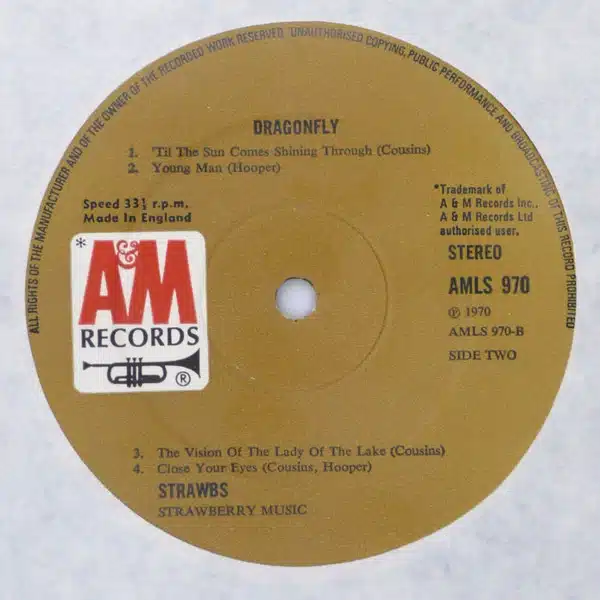 ALL RIGHTS OF THE MANUFACTURER AND OF THE OWNER OF THE RECORDED WORK RESERVED UNAUTHORISED COPYING, PUBLIC PERFORMANCE AND BROADCASTING OF THIS RECORD PROHIBITED
DRAGONFLY
1. 'Til The Sun Comes Shining Through (Cousins)
2. Young Man (Hooper)
Speed 33⅓ r.p.m.
Made In England
*
A&M
RECORDS
®
*Trademark of
A & M Records Inc.,
A & M Records Ltd
authorised user.
STEREO
AMLS 970
℗ 1970
AMLS 970-B
SIDE TWO
3. The Vision Of The Lady Of The Lake (Cousins)
4. Close Your Eyes (Cousins, Hooper)
STRAWBS
STRAWBERRY MUSIC